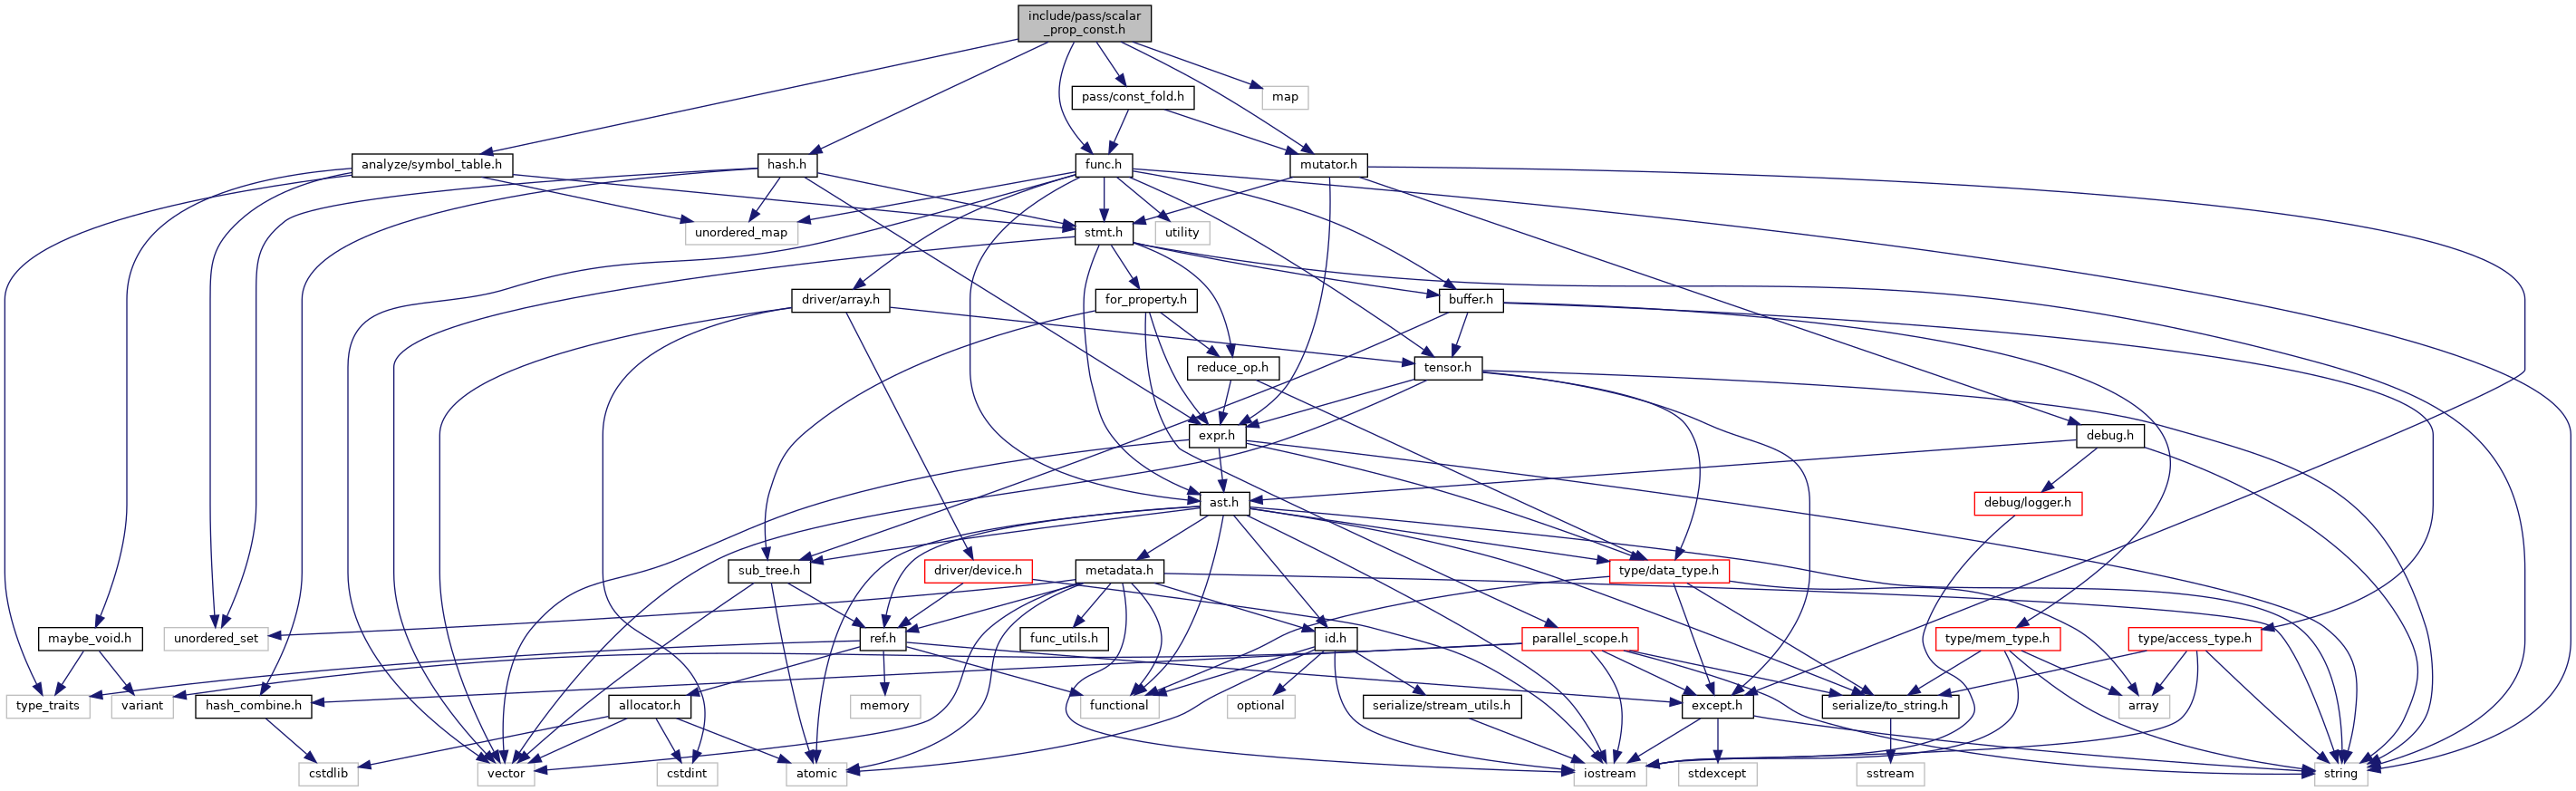 include/pass/scalar
_prop_const.h
pass/const_fold.h
map
analyze/symbol_table.h
hash.h
func.h
mutator.h
unordered_map
stmt.h
utility
driver/array.h
for_property.h
buffer.h
reduce_op.h
tensor.h
expr.h
debug.h
ast.h
debug/logger.h
sub_tree.h
driver/device.h
metadata.h
type/data_type.h
maybe_void.h
unordered_set
ref.h
func_utils.h
id.h
parallel_scope.h
type/mem_type.h
type/access_type.h
type_traits
variant
hash_combine.h
allocator.h
memory
functional
optional
serialize/stream_utils.h
except.h
serialize/to_string.h
array
cstdlib
vector
cstdint
atomic
iostream
stdexcept
sstream
string